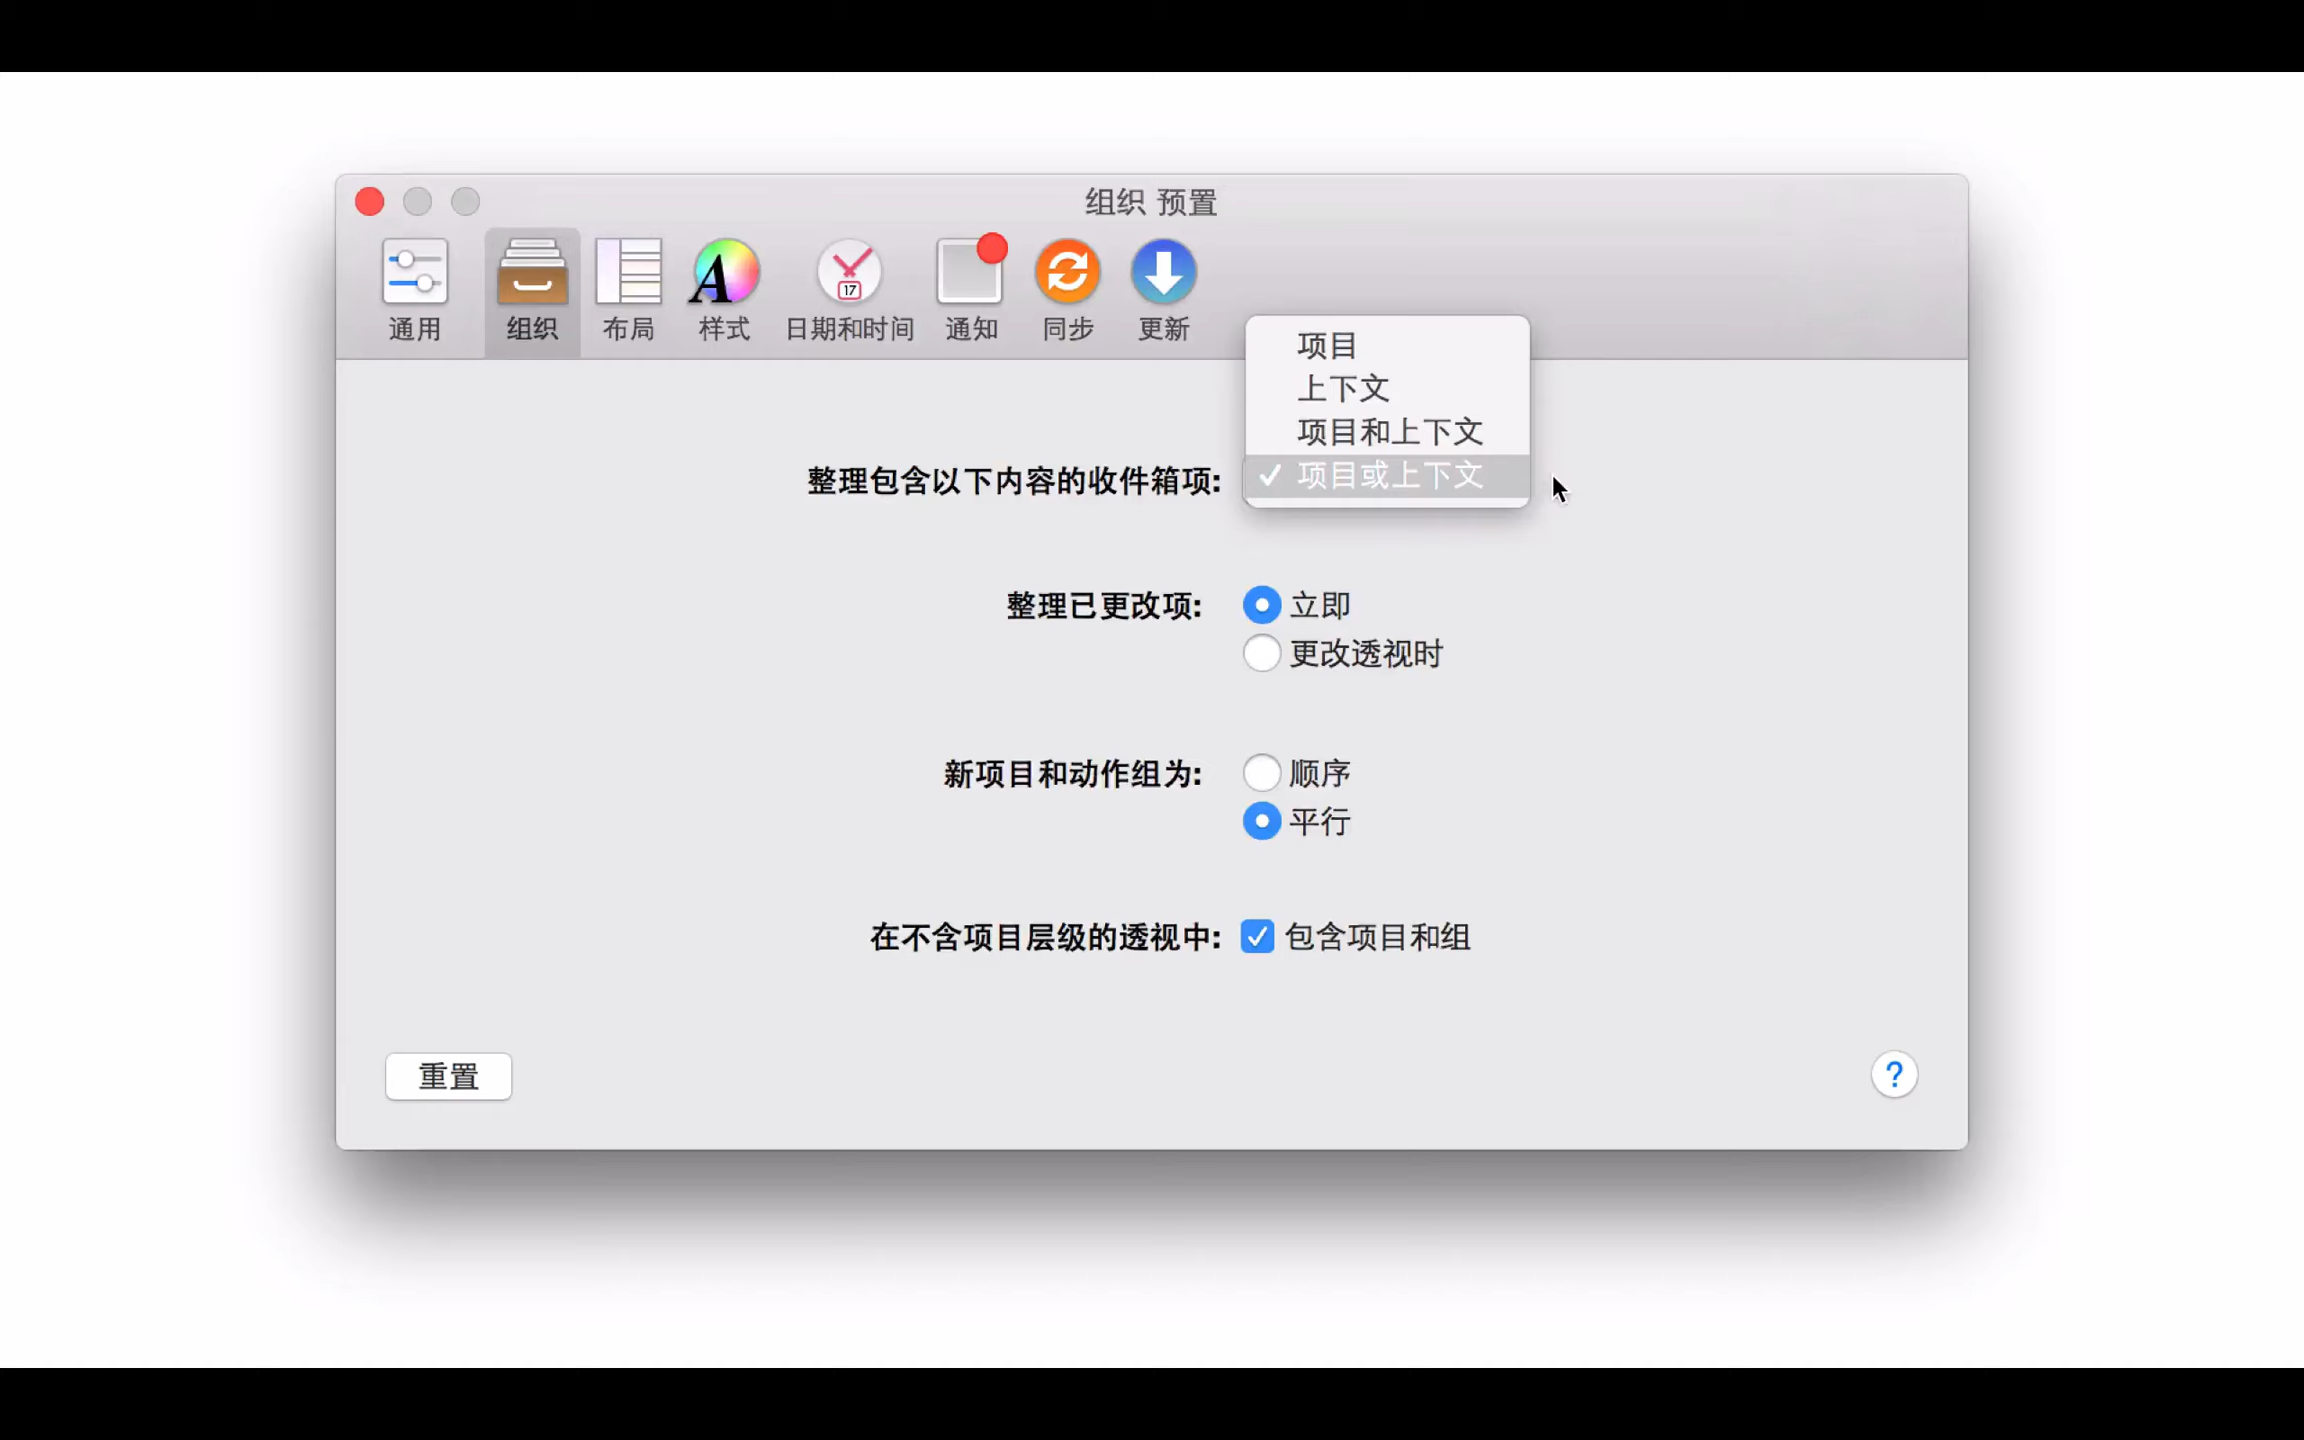 组织 预置
通用
组织
布局
样式
17
日期和时间
通知
同步
更新
项目
上下文
项目和上下文
整理包含以下内容的收件箱项:
项目或上下文
整理已更改项:
立即
更改透视时
新项目和动作组为:
顺序
平行
在不含项目层级的透视中:
包含项目和组
重置
?